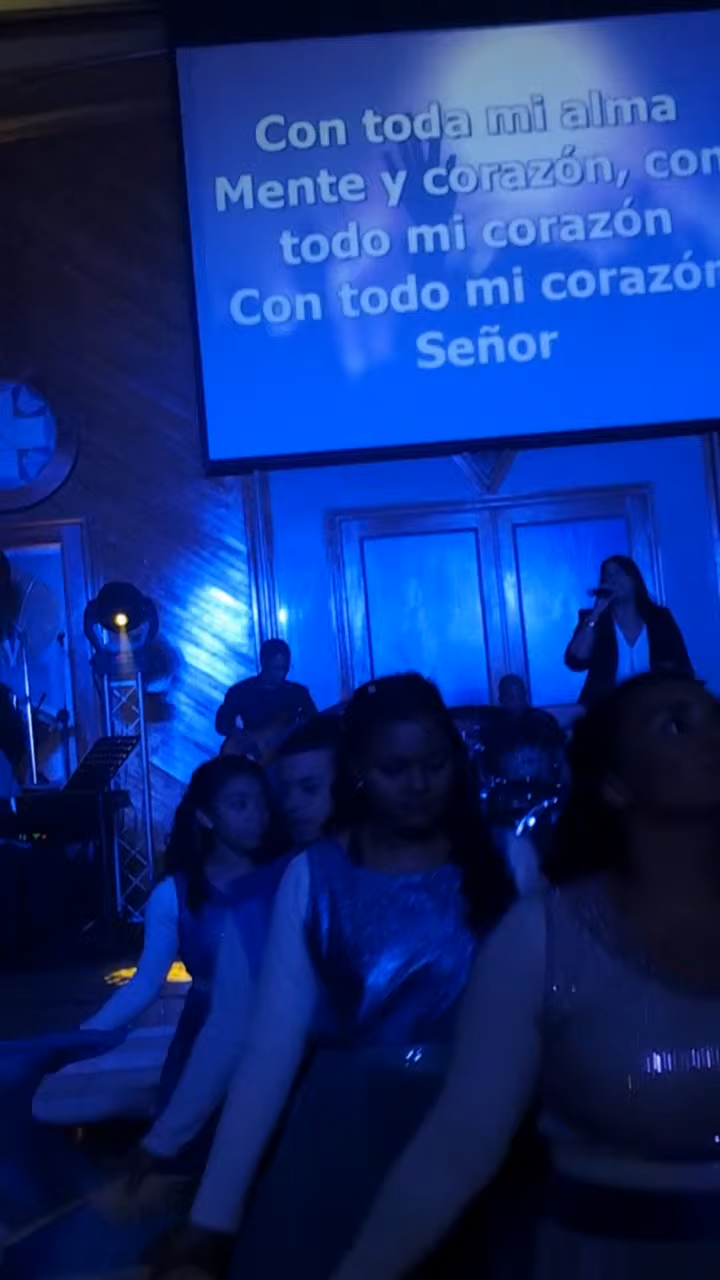 Con toda mi alma
Mente y corazón, con
todo mi corazón
Con todo mi corazón
Señor